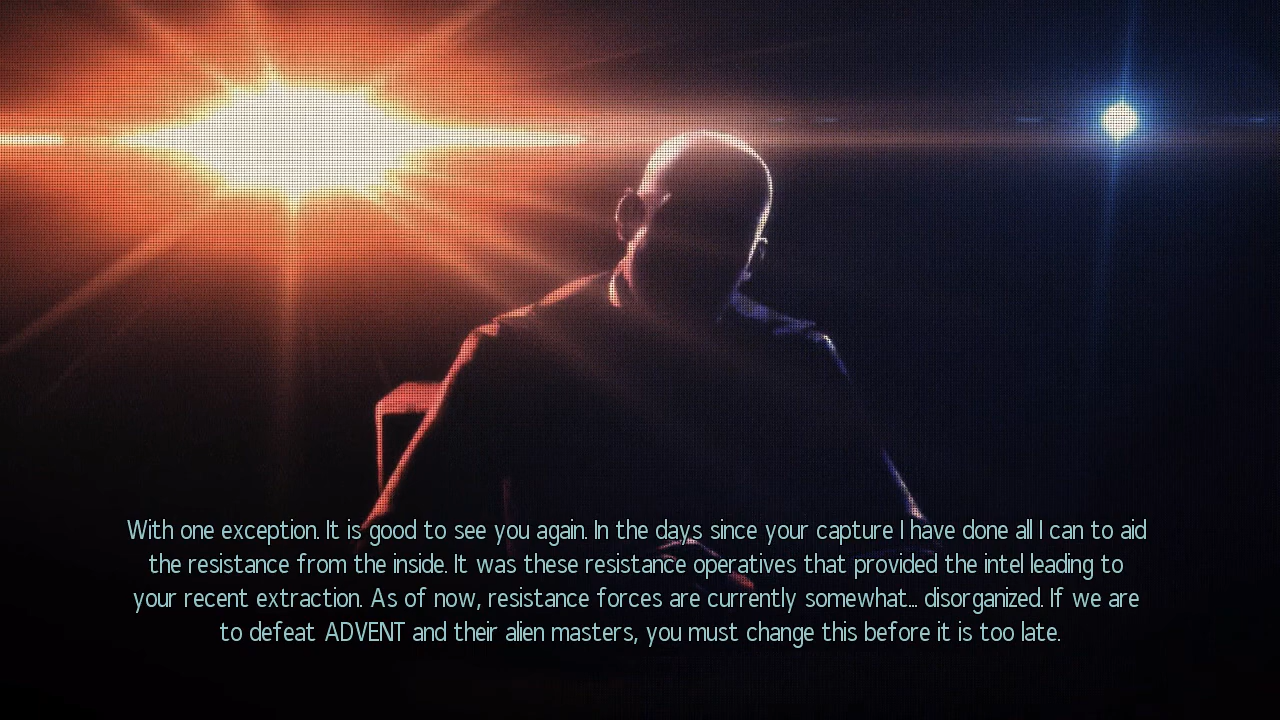 With one exception. It is good to see you again. In the days since your capture I have done all I can to aid
the resistance from the inside. It was these resistance operatives that provided the intel leading to
your recent extraction. As of now, resistance forces are currently somewhat... disorganized. If we are
to defeat ADVENT and their alien masters, you must change this before it is too late.